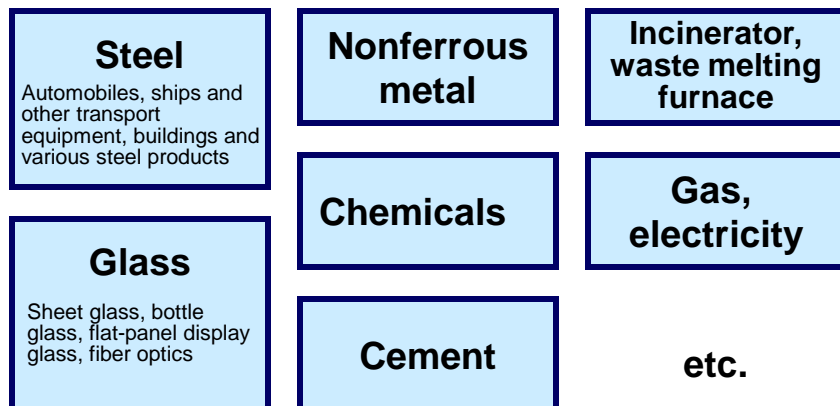 Steel
Automobiles, ships and
other transport
equipment, buildings and
various steel products
Glass
Sheet glass, bottle
glass, flat-panel display
glass, fiber optics
Nonferrous
metal
Chemicals
Cement
Incinerator,
waste melting
furnace
Gas,
electricity
etc.